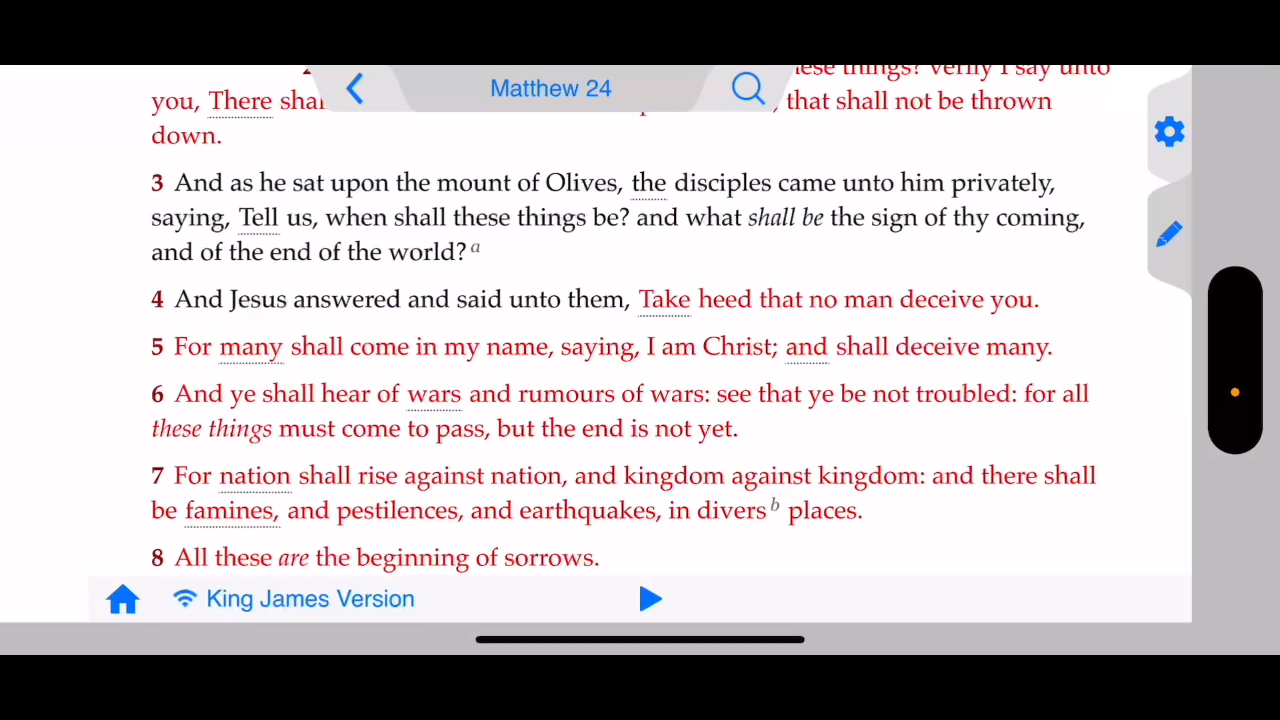 Matthew 24
ese things? Verily I say unto
you, There shal , that shall not be thrown
down.
3 And as he sat upon the mount of Olives, the disciples came unto him privately,
saying, Tell us, when shall these things be? and what shall be the sign of thy coming,
and of the end of the world? a
4 And Jesus answered and said unto them, Take heed that no man deceive you.
5 For many shall come in my name, saying, I am Christ; and shall deceive many.
6 And ye shall hear of wars and rumours of wars: see that ye be not troubled: for all
these things must come to pass, but the end is not yet.
7 For nation shall rise against nation, and kingdom against kingdom: and there shall
be famines, and pestilences, and earthquakes, in divers b places.
8 All these are the beginning of sorrows.
King James Version